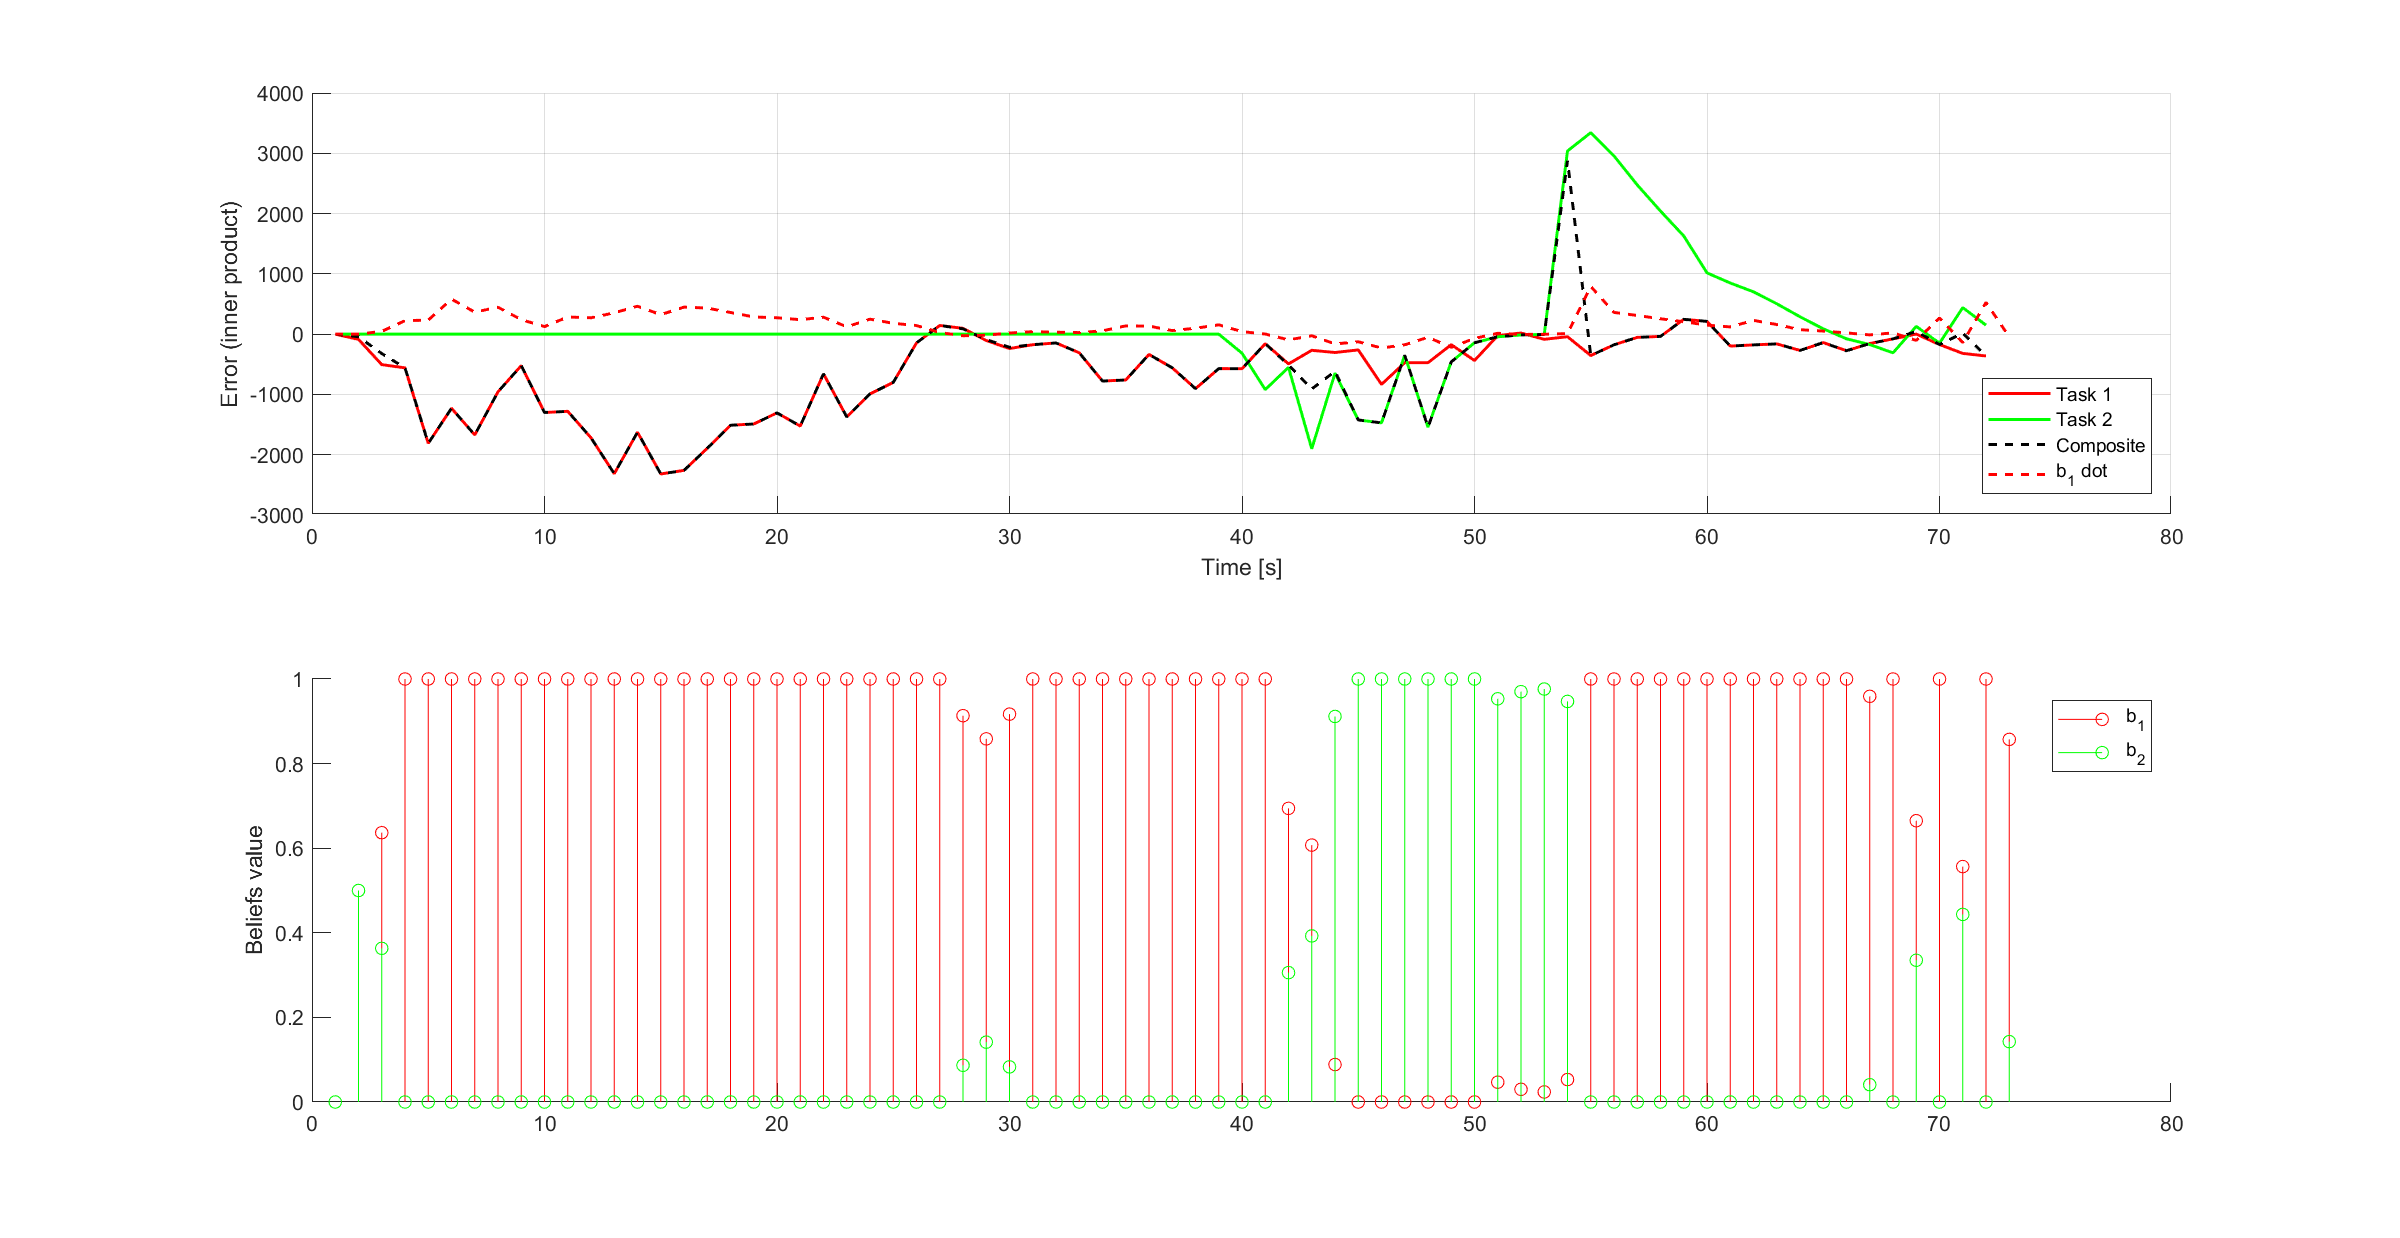 4000
3000
2000
1000
0
-1000
-2000
-3000
Error (inner product)
0 10 20 30 40 50 60 70 80
Time [s]
Task 1
Task 2
Composite
b1 dot
1
0.8
0.6
0.4
0.2
0
Beliefs value
0 10 20 30 40 50 60 70 80
b1
b2